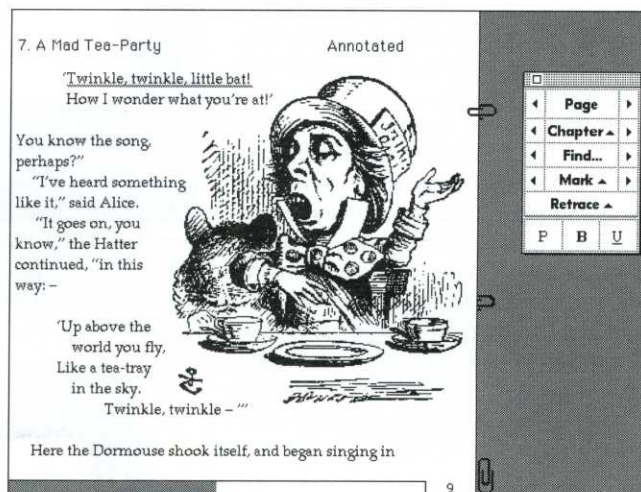 7. A Mad Tea-Party
Annotated
‘Twinkle, twinkle, little bat!
How I wonder what you're at!’
You know the song,
perhaps?”
“I've heard something
like it,” said Alice.
“It goes on, you
know,” the Hatter
continued, “in this
way: –
‘Up above the
world you fly,
Like a tea-tray
in the sky.
Twinkle, twinkle – ’”
Here the Dormouse shook itself, and began singing in
9
Page
Chapter
Find...
Mark
Retrace
P B U